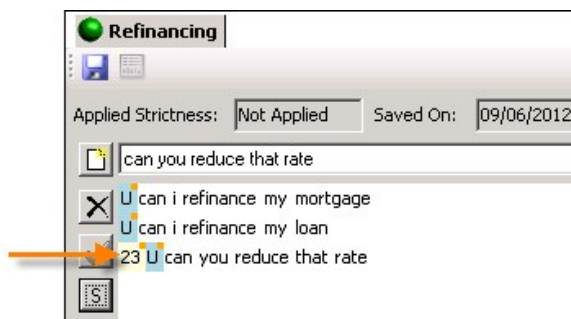 Refinancing
Applied Strictness: Not Applied Saved On: 09/06/2012
can you reduce that rate
U can i refinance my mortgage
U can i refinance my loan
23 U can you reduce that rate
S